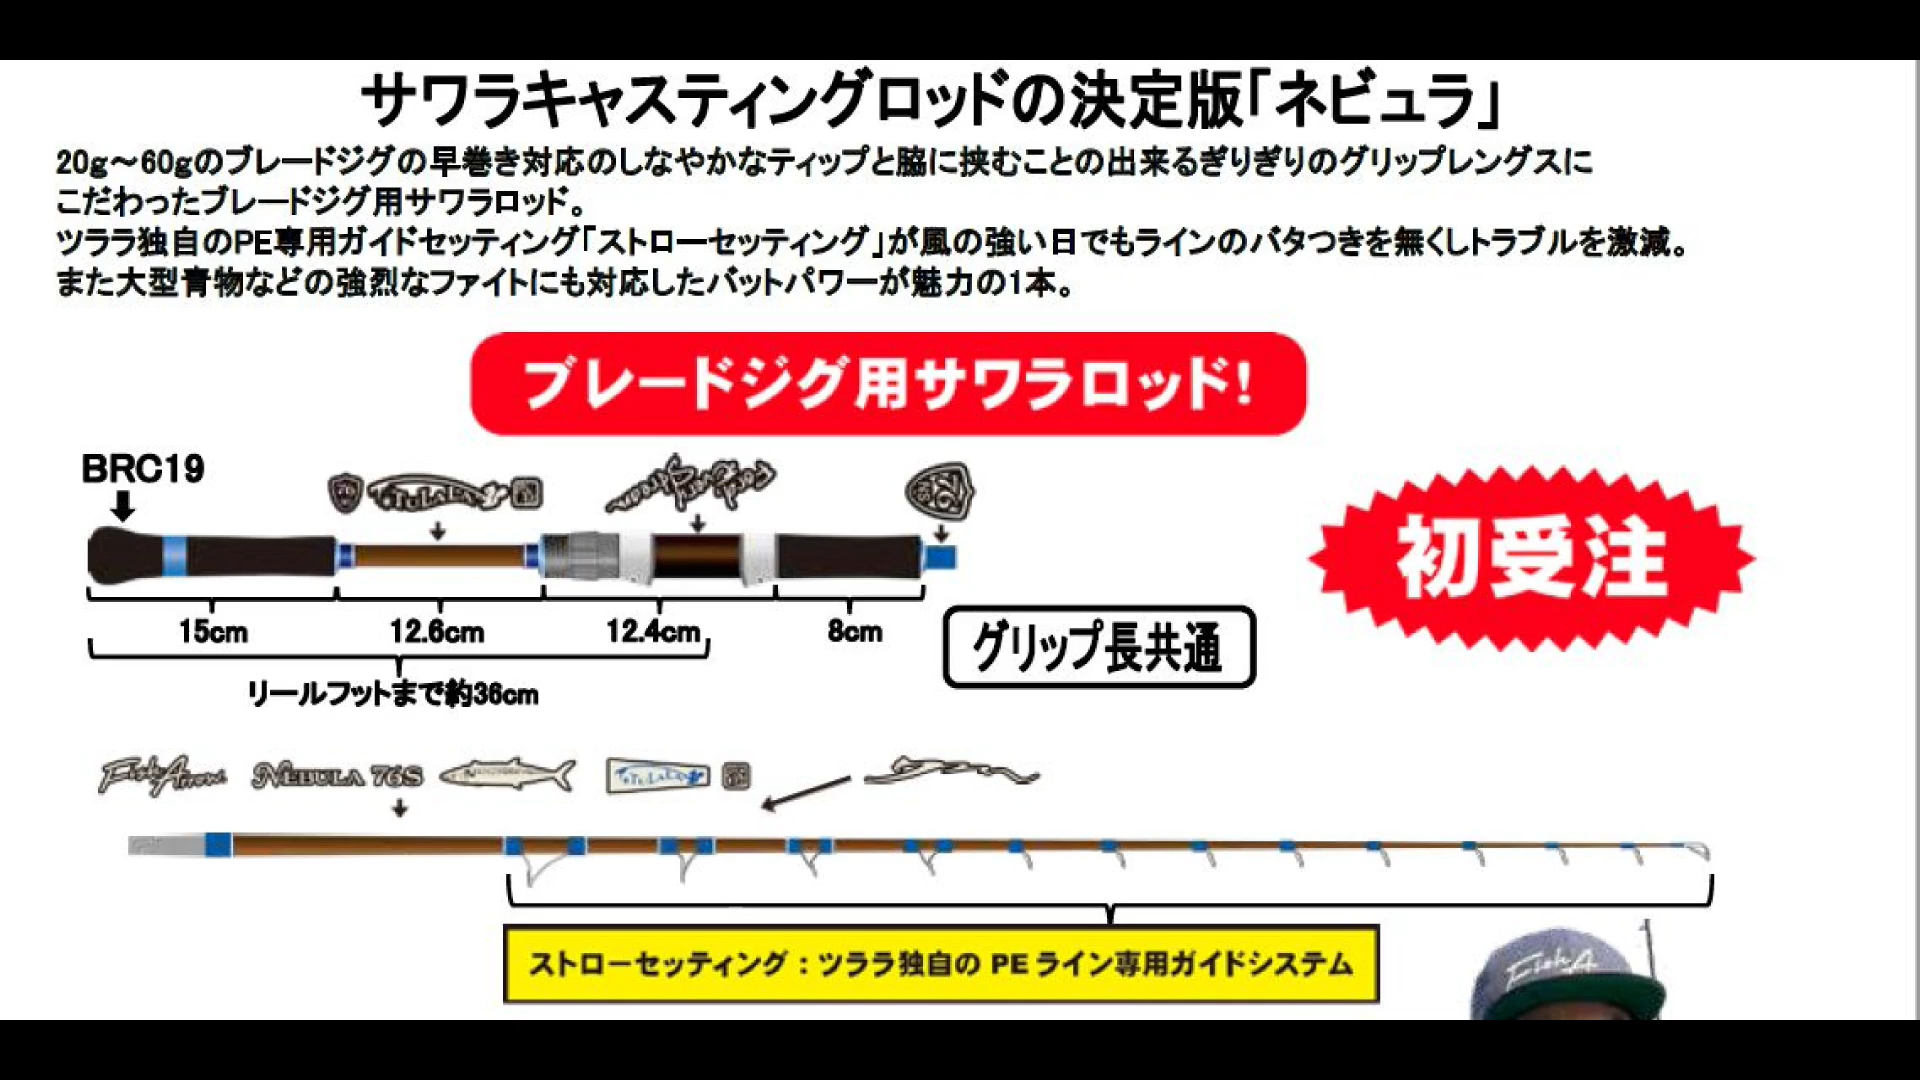 サワラキャスティングロッドの決定版「ネビュラ」
20g～60gのブレードジグの早巻き対応のしなやかなティップと脇に挟むことの出来るぎりぎりのグリップレングスに
こだわったブレードジグ用サワラロッド。
ツララ独自のPE専用ガイドセッティング「ストローセッティング」が風の強い日でもラインのバタつきを無くしトラブルを激減。
また大型青物などの強烈なファイトにも対応したバットパワーが魅力の1本。
ブレードジグ用サワラロッド!
BRC19
TULALA
76
初受注
15cm
12.6cm
12.4cm
8cm
グリップ長共通
リールフットまで約36cm
Fish Arrow
NEBULA 76S
TULALA
ストローセッティング：ツララ独自の PE ライン専用ガイドシステム
Fish A